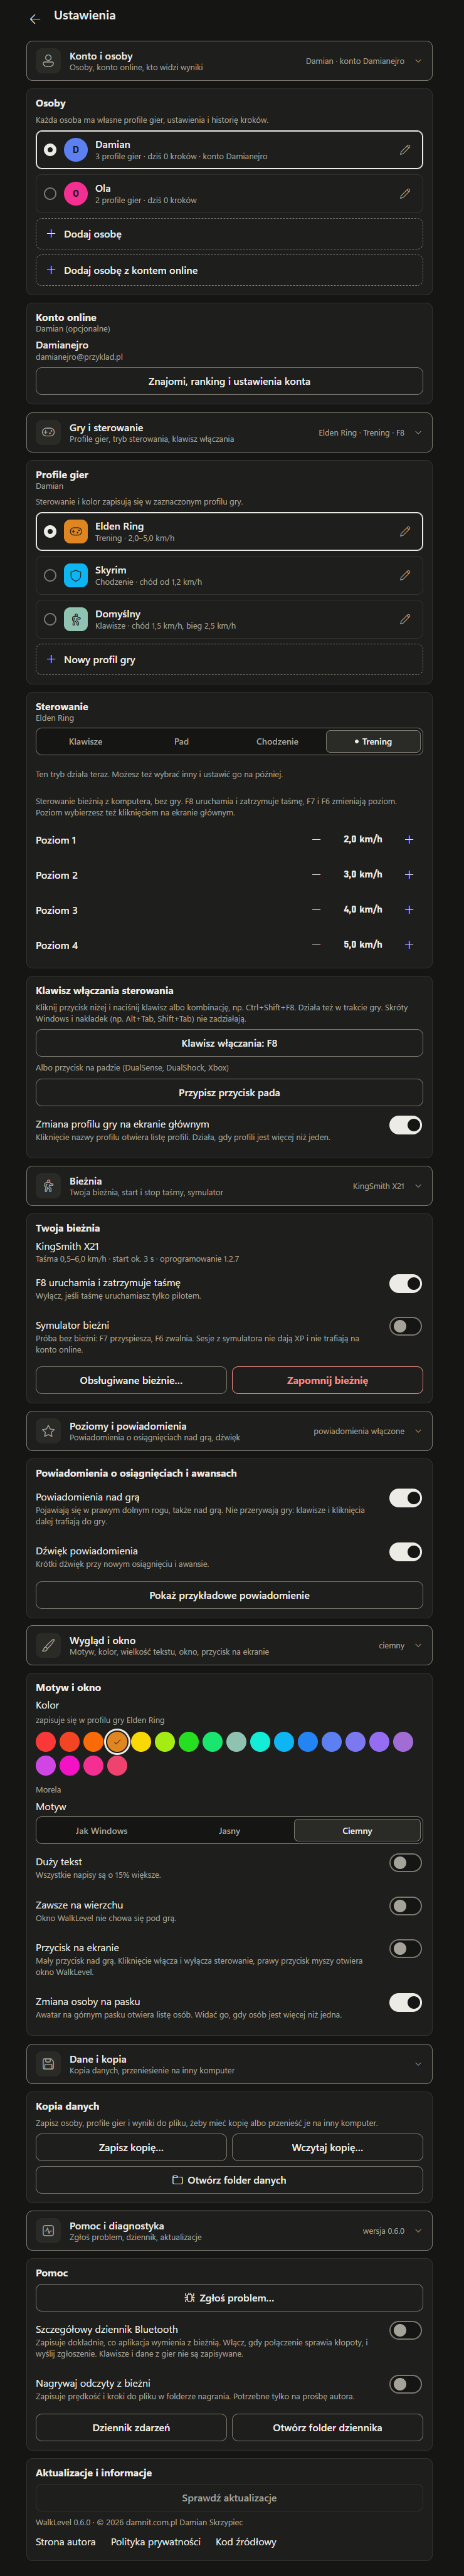 Ustawienia
Konto i osoby
Osoby, konto online, kto widzi wyniki
Damian · konto Damianejro
Osoby
Każda osoba ma własne profile gier, ustawienia i historię kroków.
D
Damian
3 profile gier · dziś 0 kroków · konto Damianejro
O
Ola
2 profile gier · dziś 0 kroków
Dodaj osobę
Dodaj osobę z kontem online
Konto online
Damian (opcjonalne)
Damianejro
damianejro@przyklad.pl
Znajomi, ranking i ustawienia konta
Gry i sterowanie
Profile gier, tryb sterowania, klawisz włączania
Elden Ring · Trening · F8
Profile gier
Damian
Sterowanie i kolor zapisują się w zaznaczonym profilu gry.
Elden Ring
Trening · 2,0–5,0 km/h
Skyrim
Chodzenie · chód od 1,2 km/h
Domyślny
Klawisze · chód 1,5 km/h, bieg 2,5 km/h
Nowy profil gry
Sterowanie
Elden Ring
Klawisze Pad Chodzenie • Trening
Ten tryb działa teraz. Możesz też wybrać inny i ustawić go na później.
Sterowanie bieżnią z komputera, bez gry. F8 uruchamia i zatrzymuje taśmę, F7 i F6 zmieniają poziom.
Poziom wybierzesz też kliknięciem na ekranie głównym.
Poziom 1 — 2,0 km/h +
Poziom 2 — 3,0 km/h +
Poziom 3 — 4,0 km/h +
Poziom 4 — 5,0 km/h +
Klawisz włączania sterowania
Kliknij przycisk niżej i naciśnij klawisz albo kombinację, np. Ctrl+Shift+F8. Działa też w trakcie gry. Skróty
Windows i nakładek (np. Alt+Tab, Shift+Tab) nie zadziałają.
Klawisz włączania: F8
Albo przycisk na padzie (DualSense, DualShock, Xbox)
Przypisz przycisk pada
Zmiana profilu gry na ekranie głównym
Kliknięcie nazwy profilu otwiera listę profili. Działa, gdy profili jest więcej niż jeden.
Bieżnia
Twoja bieżnia, start i stop taśmy, symulator
KingSmith X21
Twoja bieżnia
KingSmith X21
Taśma 0,5–6,0 km/h · start ok. 3 s · oprogramowanie 1.2.7
F8 uruchamia i zatrzymuje taśmę
Wyłącz, jeśli taśmę uruchamiasz tylko pilotem.
Symulator bieżni
Próba bez bieżni: F7 przyspiesza, F6 zwalnia. Sesje z symulatora nie dają XP i nie trafiają na
konto online.
Obsługiwane bieżnie...
Zapomnij bieżnię
Poziomy i powiadomienia
Powiadomienia o osiągnięciach nad grą, dźwięk
powiadomienia włączone
Powiadomienia o osiągnięciach i awansach
Powiadomienia nad grą
Pojawiają się w prawym dolnym rogu, także nad grą. Nie przerywają gry: klawisze i kliknięcia
dalej trafiają do gry.
Dźwięk powiadomienia
Krótki dźwięk przy nowym osiągnięciu i awansie.
Pokaż przykładowe powiadomienie
Wygląd i okno
Motyw, kolor, wielkość tekstu, okno, przycisk na ekranie
ciemny
Motyw i okno
Kolor
zapisuje się w profilu gry Elden Ring
Morela
Motyw
Jak Windows Jasny Ciemny
Duży tekst
Wszystkie napisy są o 15% większe.
Zawsze na wierzchu
Okno WalkLevel nie chowa się pod grą.
Przycisk na ekranie
Mały przycisk nad grą. Kliknięcie włącza i wyłącza sterowanie, prawy przycisk myszy otwiera
okno WalkLevel.
Zmiana osoby na pasku
Awatar na górnym pasku otwiera listę osób. Widać go, gdy osób jest więcej niż jedna.
Dane i kopia
Kopia danych, przeniesienie na inny komputer
Kopia danych
Zapisz osoby, profile gier i wyniki do pliku, żeby mieć kopię albo przenieść je na inny komputer.
Zapisz kopię...
Wczytaj kopię...
Otwórz folder danych
Pomoc i diagnostyka
Zgłoś problem, dziennik, aktualizacje
wersja 0.6.0
Pomoc
Zgłoś problem...
Szczegółowy dziennik Bluetooth
Zapisuje dokładnie, co aplikacja wymienia z bieżnią. Włącz, gdy połączenie sprawia kłopoty, i
wyślij zgłoszenie. Klawisze i dane z gier nie są zapisywane.
Nagrywaj odczyty z bieżni
Zapisuje prędkość i kroki do pliku w folderze nagrania. Potrzebne tylko na prośbę autora.
Dziennik zdarzeń
Otwórz folder dziennika
Aktualizacje i informacje
Sprawdź aktualizacje
WalkLevel 0.6.0 · © 2026 damnit.com.pl Damian Skrzypiec
Strona autora Polityka prywatności Kod źródłowy